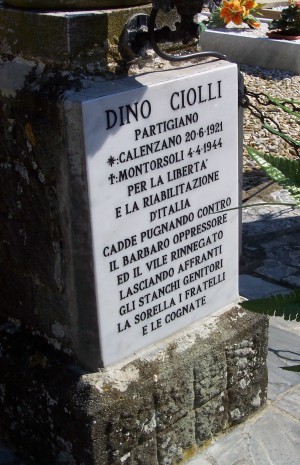 DINO CIOLLI
PARTIGIANO
*:CALENZANO 20-6-1921
†:MONTORSOLI 4-4-1944
PER LA LIBERTA'
E LA RIABILITAZIONE
D'ITALIA
CADDE PUGNANDO CONTRO
IL BARBARO OPPRESSORE
ED IL VILE RINNEGATO
LASCIANDO AFFRANTI
GLI STANCHI GENITORI
LA SORELLA I FRATELLI
E LE COGNATE